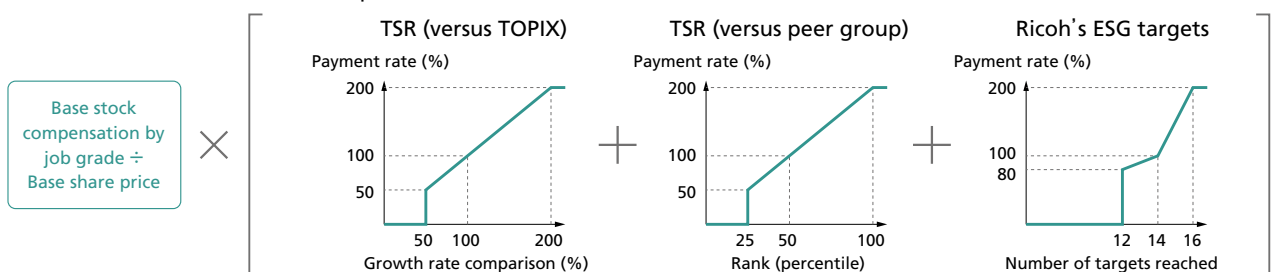 TSR (versus TOPIX)
TSR (versus peer group)
Ricoh's ESG targets
Payment rate (%)
Payment rate (%)
Payment rate (%)
Base stock
compensation by
job grade ÷
Base share price
×
200
100
50
50 100 200
Growth rate comparison (%)
+
200
100
50
25 50 100
Rank (percentile)
+
200
100
80
12 14 16
Number of targets reached